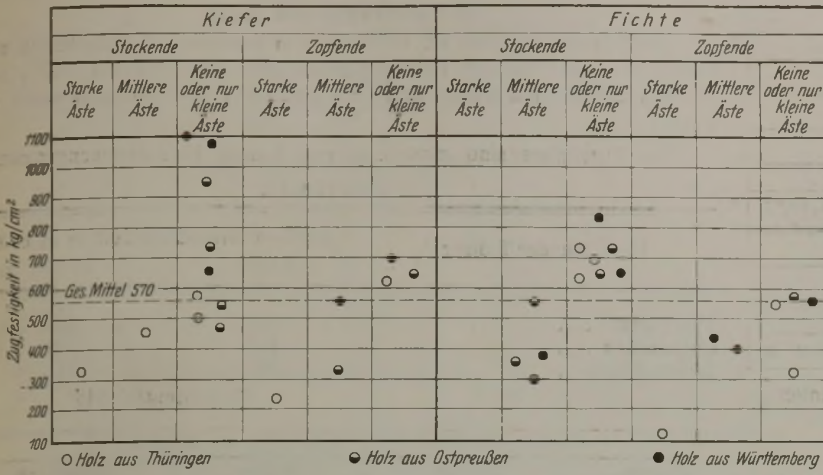 Kiefer Fichte
Stockende Zopfende Stockende Zopfende
Starke Äste Mittlere Äste Keine oder nur kleine Äste Starke Äste Mittlere Äste Keine oder nur kleine Äste Starke Äste Mittlere Äste Keine oder nur kleine Äste Starke Äste Mittlere Äste Keine oder nur kleine Äste
Zugfestigkeit in kg/cm²
1100
1000
900
800
700
600
Ges. Mittel 570
500
400
300
200
100
Holz aus Thüringen Holz aus Ostpreußen Holz aus Württemberg